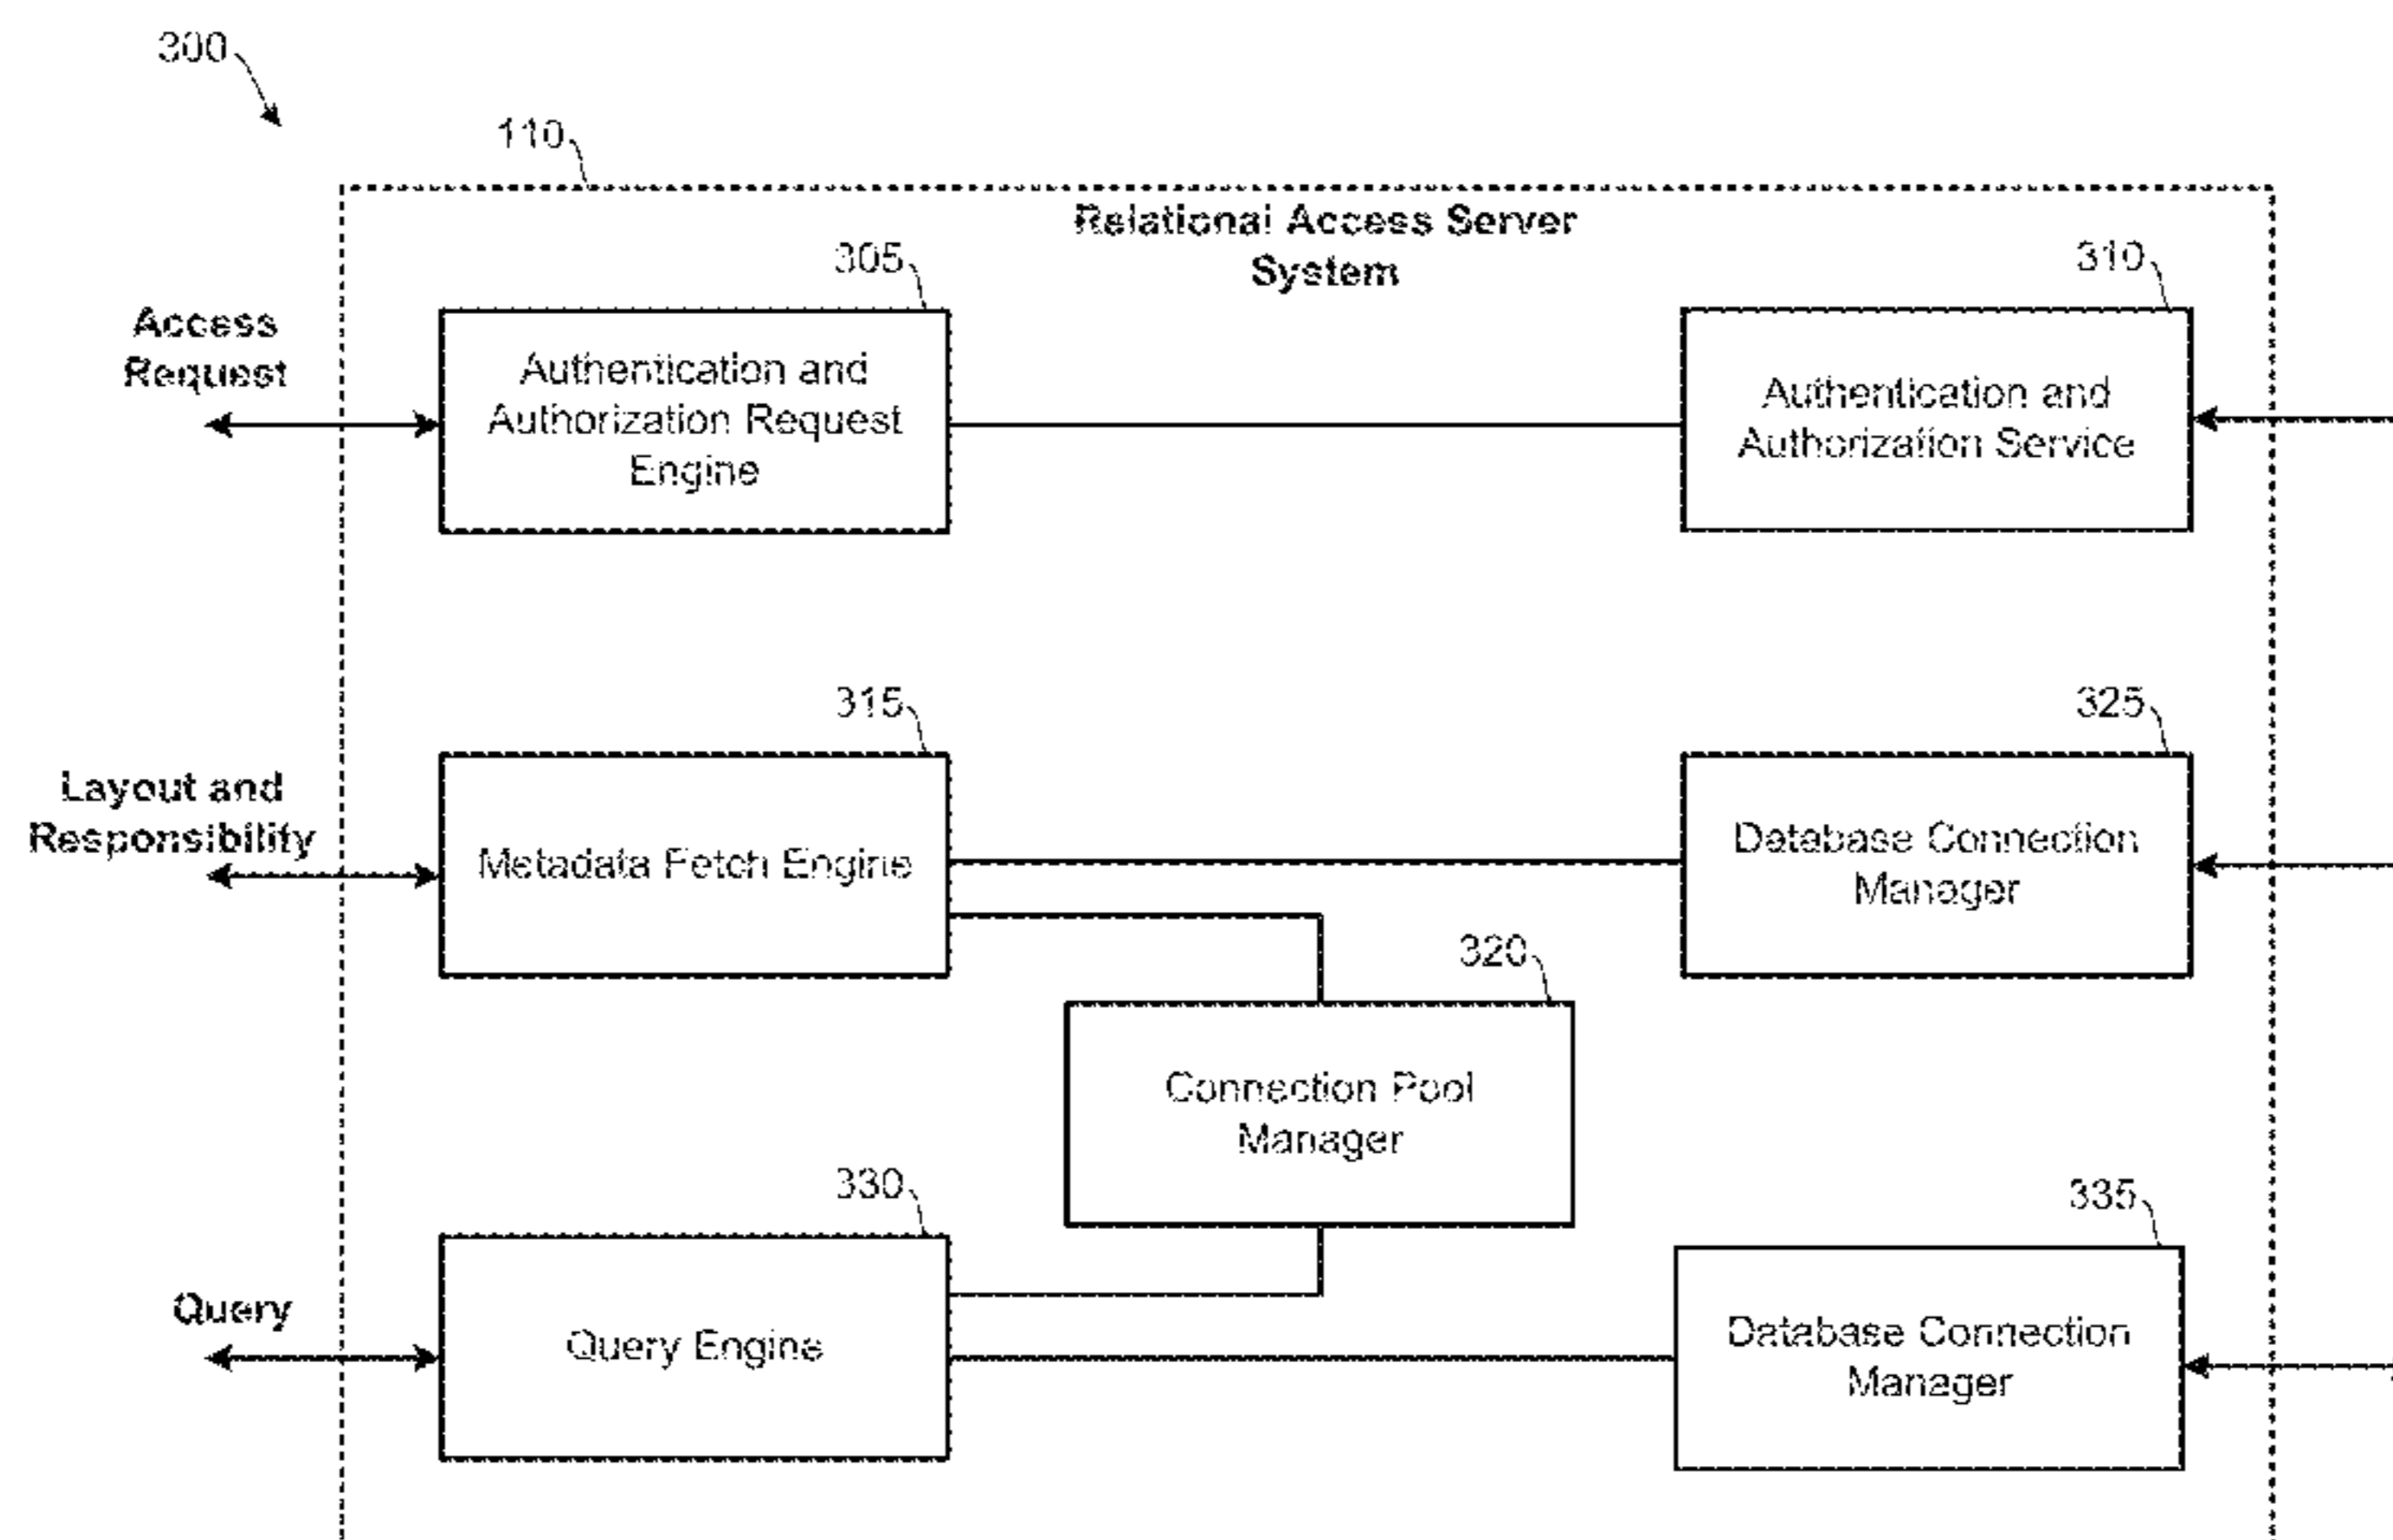 300
110
Relational Access Server
System
305
310
Access
Request
Authentication and
Authorization Request
Engine
Authentication and
Authorization Service
315
325
Layout and
Responsibility
Metadata Fetch Engine
Database Connection
Manager
320
Connection Pool
Manager
330
335
Query
Query Engine
Database Connection
Manager